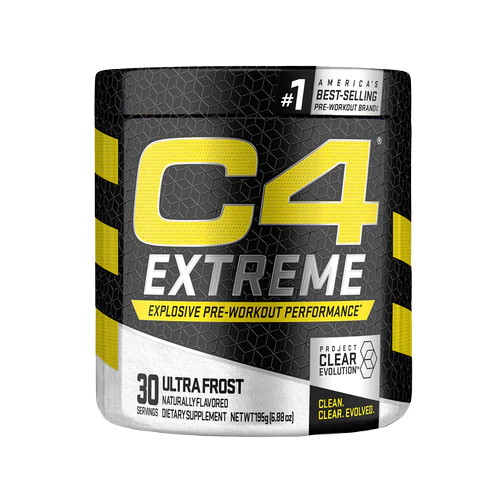 #1
AMERICA'S
BEST-SELLING
PRE-WORKOUT BRAND‡
C4®
EXTREME
EXPLOSIVE PRE-WORKOUT PERFORMANCE*
PROJECT
CLEAR
EVOLUTION™
30
SERVINGS
ULTRA FROST
NATURALLY FLAVORED
DIETARY SUPPLEMENT NET WT 195g (6.88 oz)
CLEAN.
CLEAR. EVOLVED.